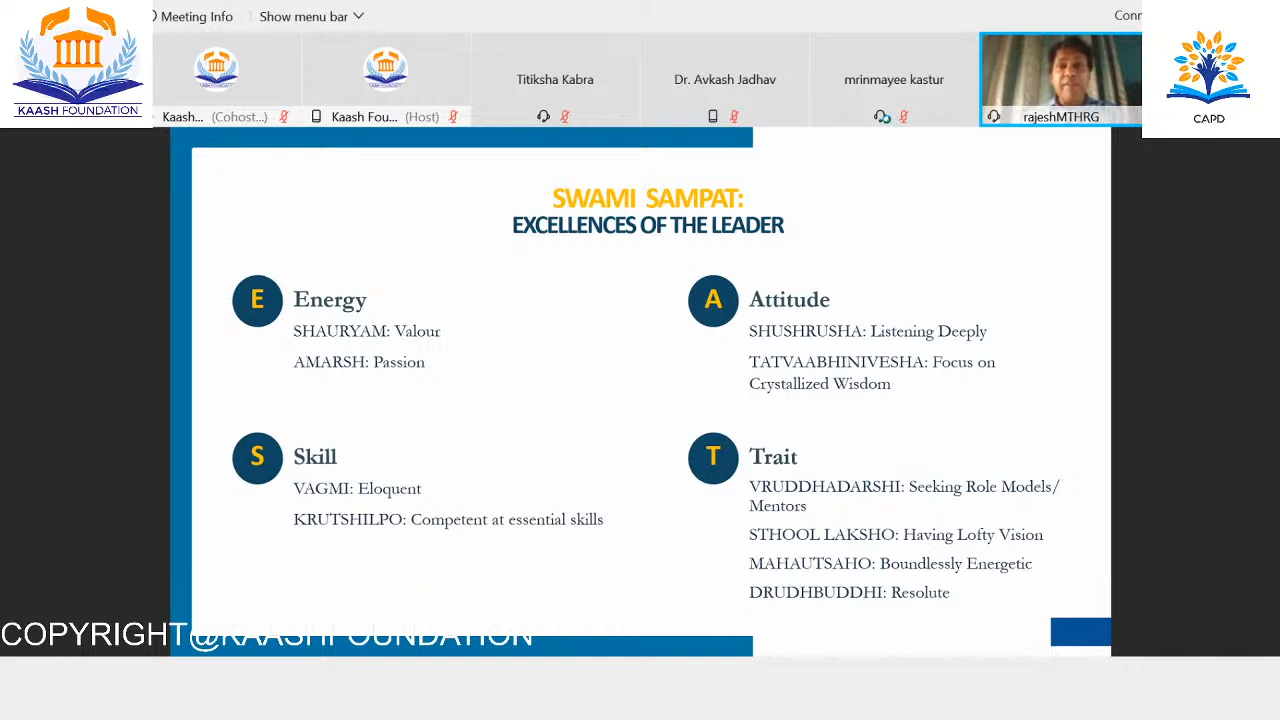 Meeting Info
Show menu bar
Conn
KAASH FOUNDATION
Kaash... (Cohost...)
Kaash Fou... (Host)
Titiksha Kabra
Dr. Avkash Jadhav
mrinmayee kastur
rajeshMTHRG
CAPD
SWAMI SAMPAT:
EXCELLENCES OF THE LEADER
E
Energy
SHAURYAM: Valour
AMARSH: Passion
A
Attitude
SHUSHRUSHA: Listening Deeply
TATVAABHINIVESHA: Focus on
Crystallized Wisdom
S
Skill
VAGMI: Eloquent
KRUTSHILPO: Competent at essential skills
T
Trait
VRUDDHADARSHI: Seeking Role Models/
Mentors
STHOOL LAKSHO: Having Lofty Vision
MAHAUTSAHO: Boundlessly Energetic
DRUDHBUDDHI: Resolute
COPYRIGHT@KAASHFOUNDATION